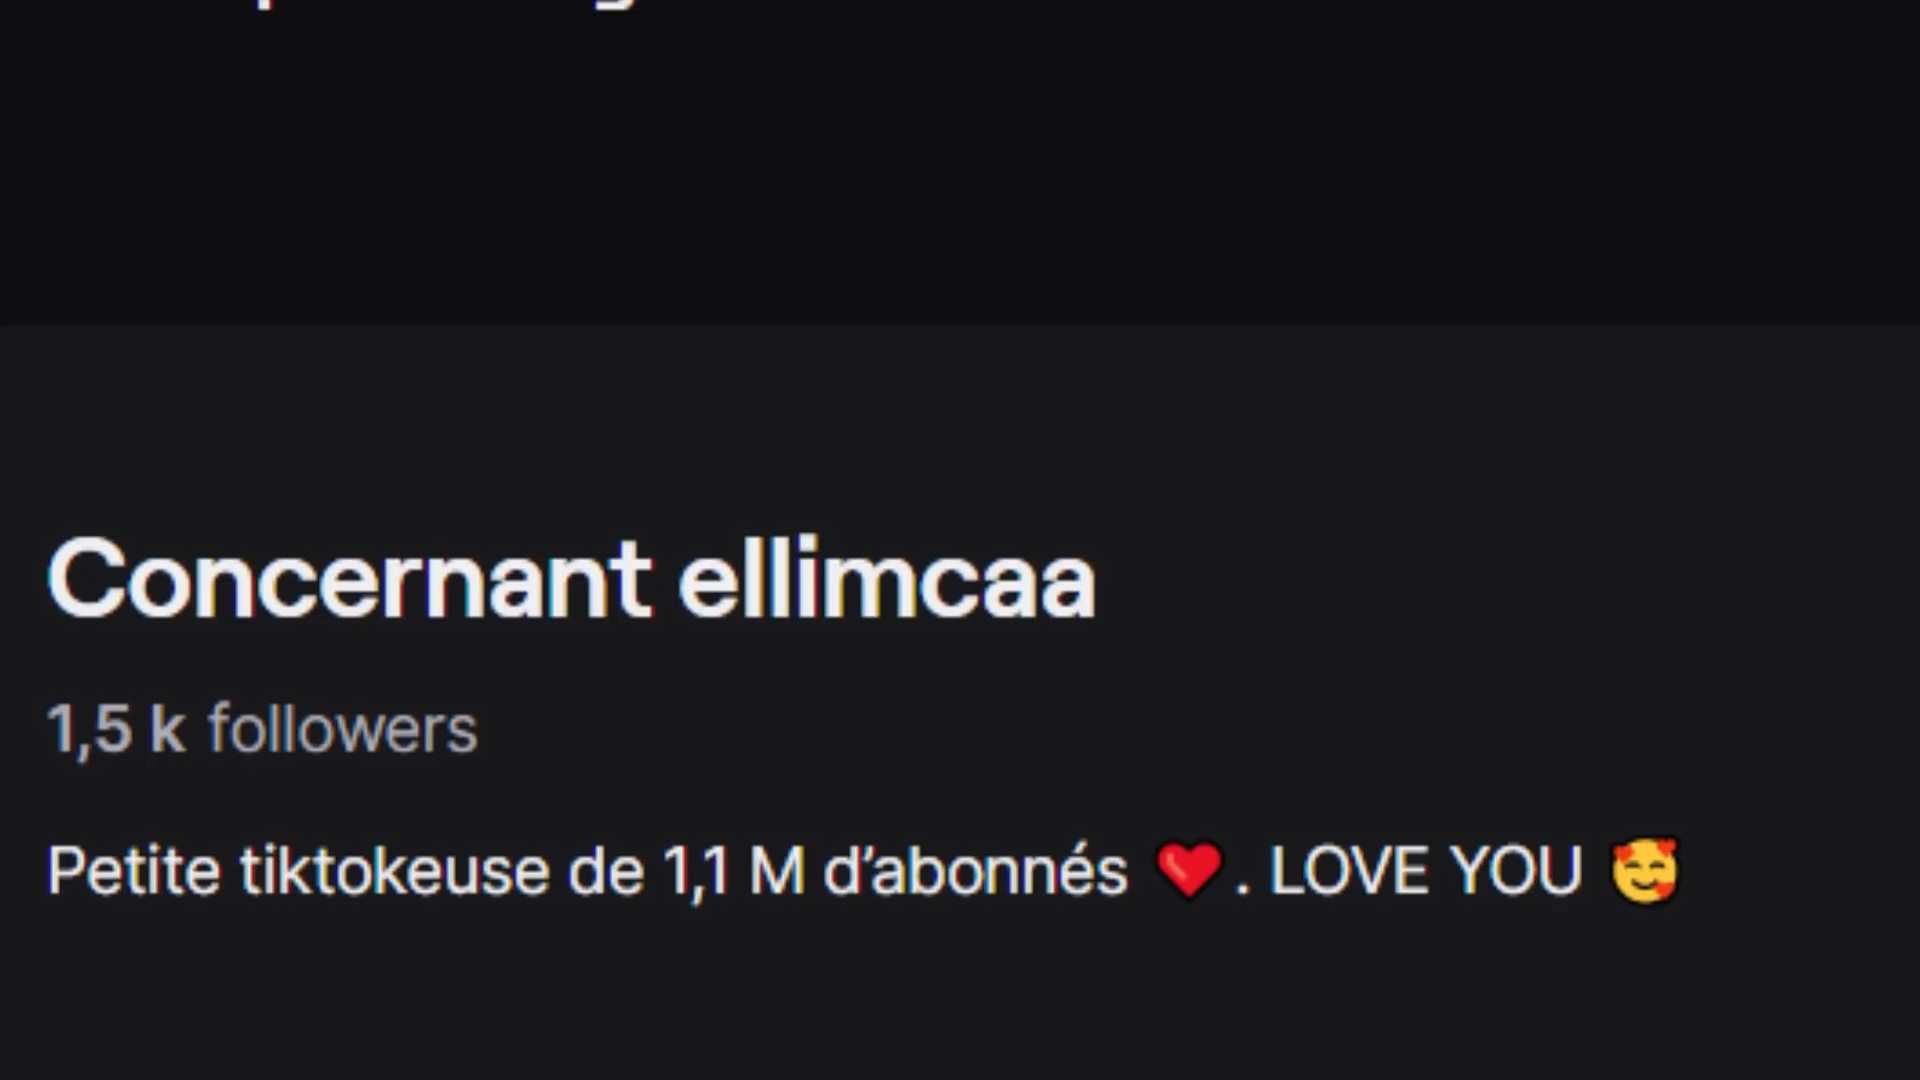 Concernant ellimcaa
1,5 k followers
Petite tiktokeuse de 1,1 M d’abonnés ❤️. LOVE YOU 🥰